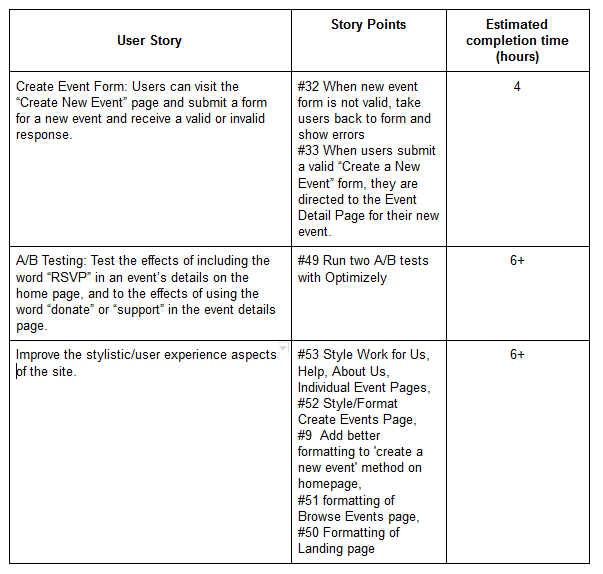 User Story
Story Points
Estimated
completion time
(hours)
Create Event Form: Users can visit the
“Create New Event” page and submit a form
for a new event and receive a valid or invalid
response.
#32 When new event
form is not valid, take
users back to form and
show errors
#33 When users submit
a valid “Create a New
Event” form, they are
directed to the Event
Detail Page for their new
event.
4
A/B Testing: Test the effects of including the
word “RSVP” in an event’s details on the
home page, and to the effects of using the
word “donate” or “support” in the event details
page.
#49 Run two A/B tests
with Optimizely
6+
Improve the stylistic/user experience aspects
of the site.
#53 Style Work for Us,
Help, About Us,
Individual Event Pages,
#52 Style/Format
Create Events Page,
#9  Add better
formatting to 'create a
new event' method on
homepage,
#51 formatting of
Browse Events page,
#50 Formatting of
Landing page
6+